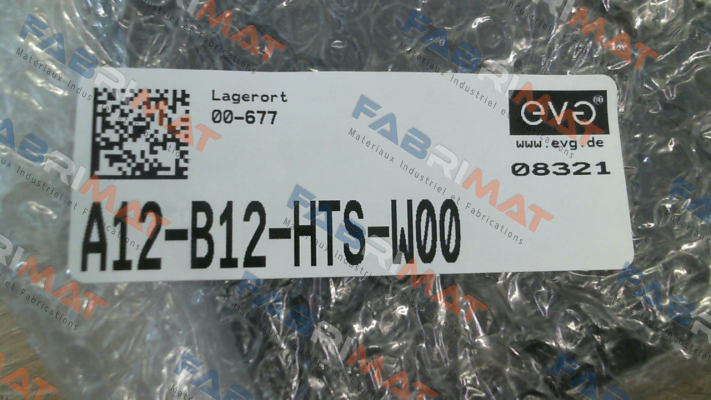 Lagerort
00-677
evg
www.evg.de
08321
A12-B12-HTS-W00
FABRIMAT
Matériaux Industriel et Fabrications